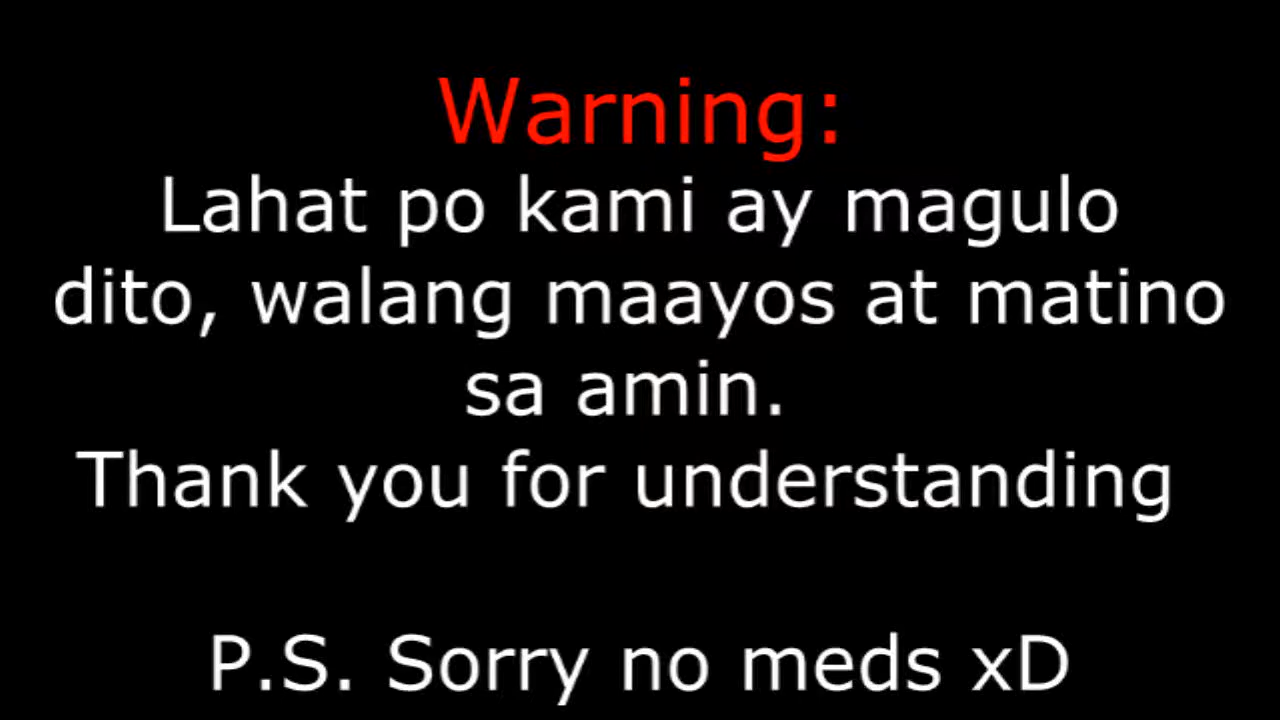 Warning:
Lahat po kami ay magulo
dito, walang maayos at matino
sa amin.
Thank you for understanding
P.S. Sorry no meds xD